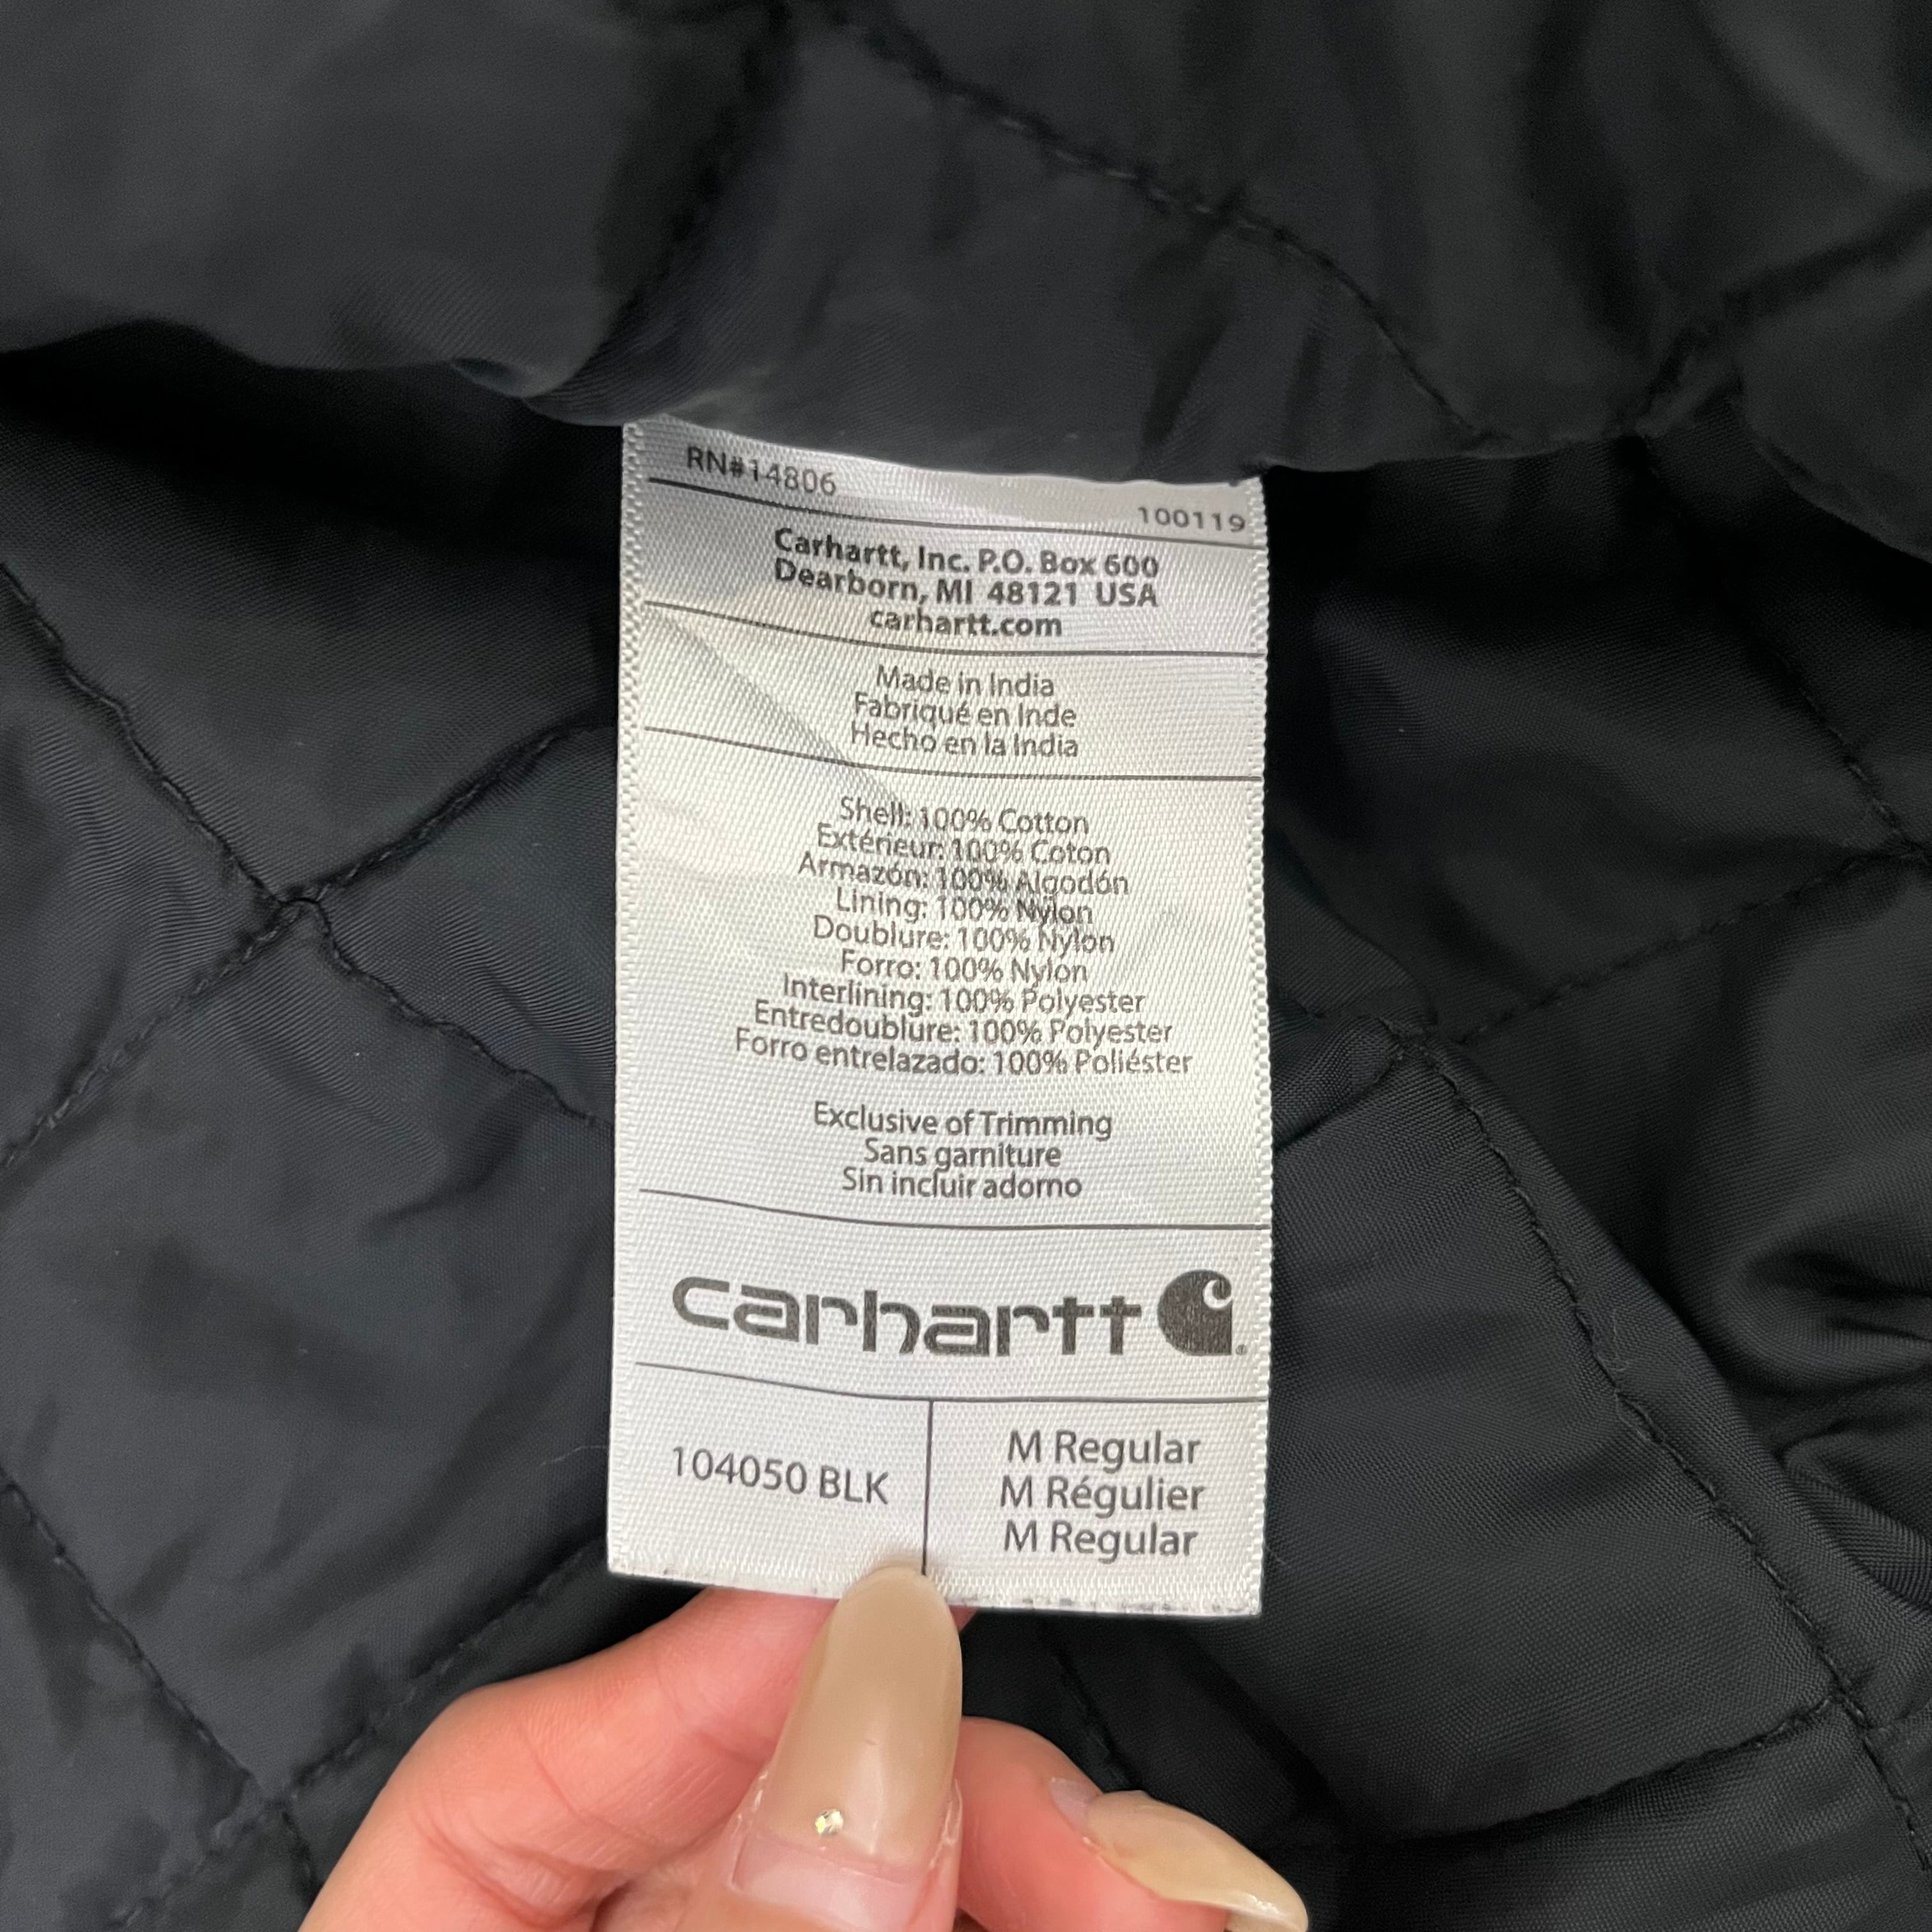 RN#14806
100119
Carhartt, Inc. P.O. Box 600
Dearborn, MI 48121 USA
carhartt.com
Made in India
Fabriqué en Inde
Hecho en la India
Shell: 100% Cotton
Extérieur: 100% Coton
Armazón: 100% Algodón
Lining: 100% Nylon
Doublure: 100% Nylon
Forro: 100% Nylon
Interlining: 100% Polyester
Entredoublure: 100% Polyester
Forro entrelazado: 100% Poliéster
Exclusive of Trimming
Sans garniture
Sin incluir adorno
carhartt
104050 BLK
M Regular
M Régulier
M Regular